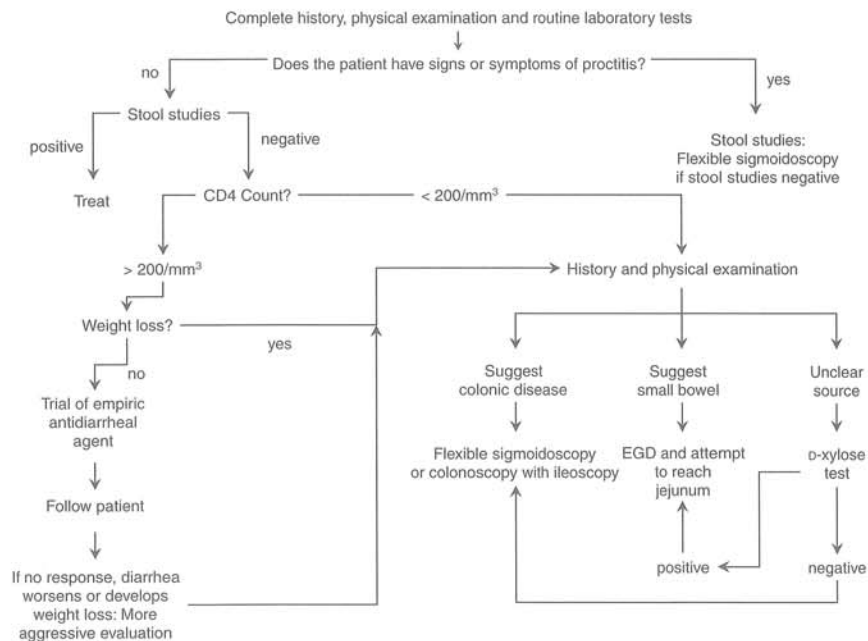 Complete history, physical examination and routine laboratory tests
Does the patient have signs or symptoms of proctitis?
no
yes
Stool studies
positive
negative
Stool studies:
Flexible sigmoidoscopy
if stool studies negative
Treat
CD4 Count?
< 200/mm³
> 200/mm³
History and physical examination
Weight loss?
yes
no
Suggest
colonic disease
Suggest
small bowel
Unclear
source
Trial of empiric
antidiarrheal
agent
Flexible sigmoidoscopy
or colonoscopy with ileoscopy
EGD and attempt
to reach
jejunum
D-xylose
test
Follow patient
positive
negative
If no response, diarrhea
worsens or develops
weight loss: More
aggressive evaluation